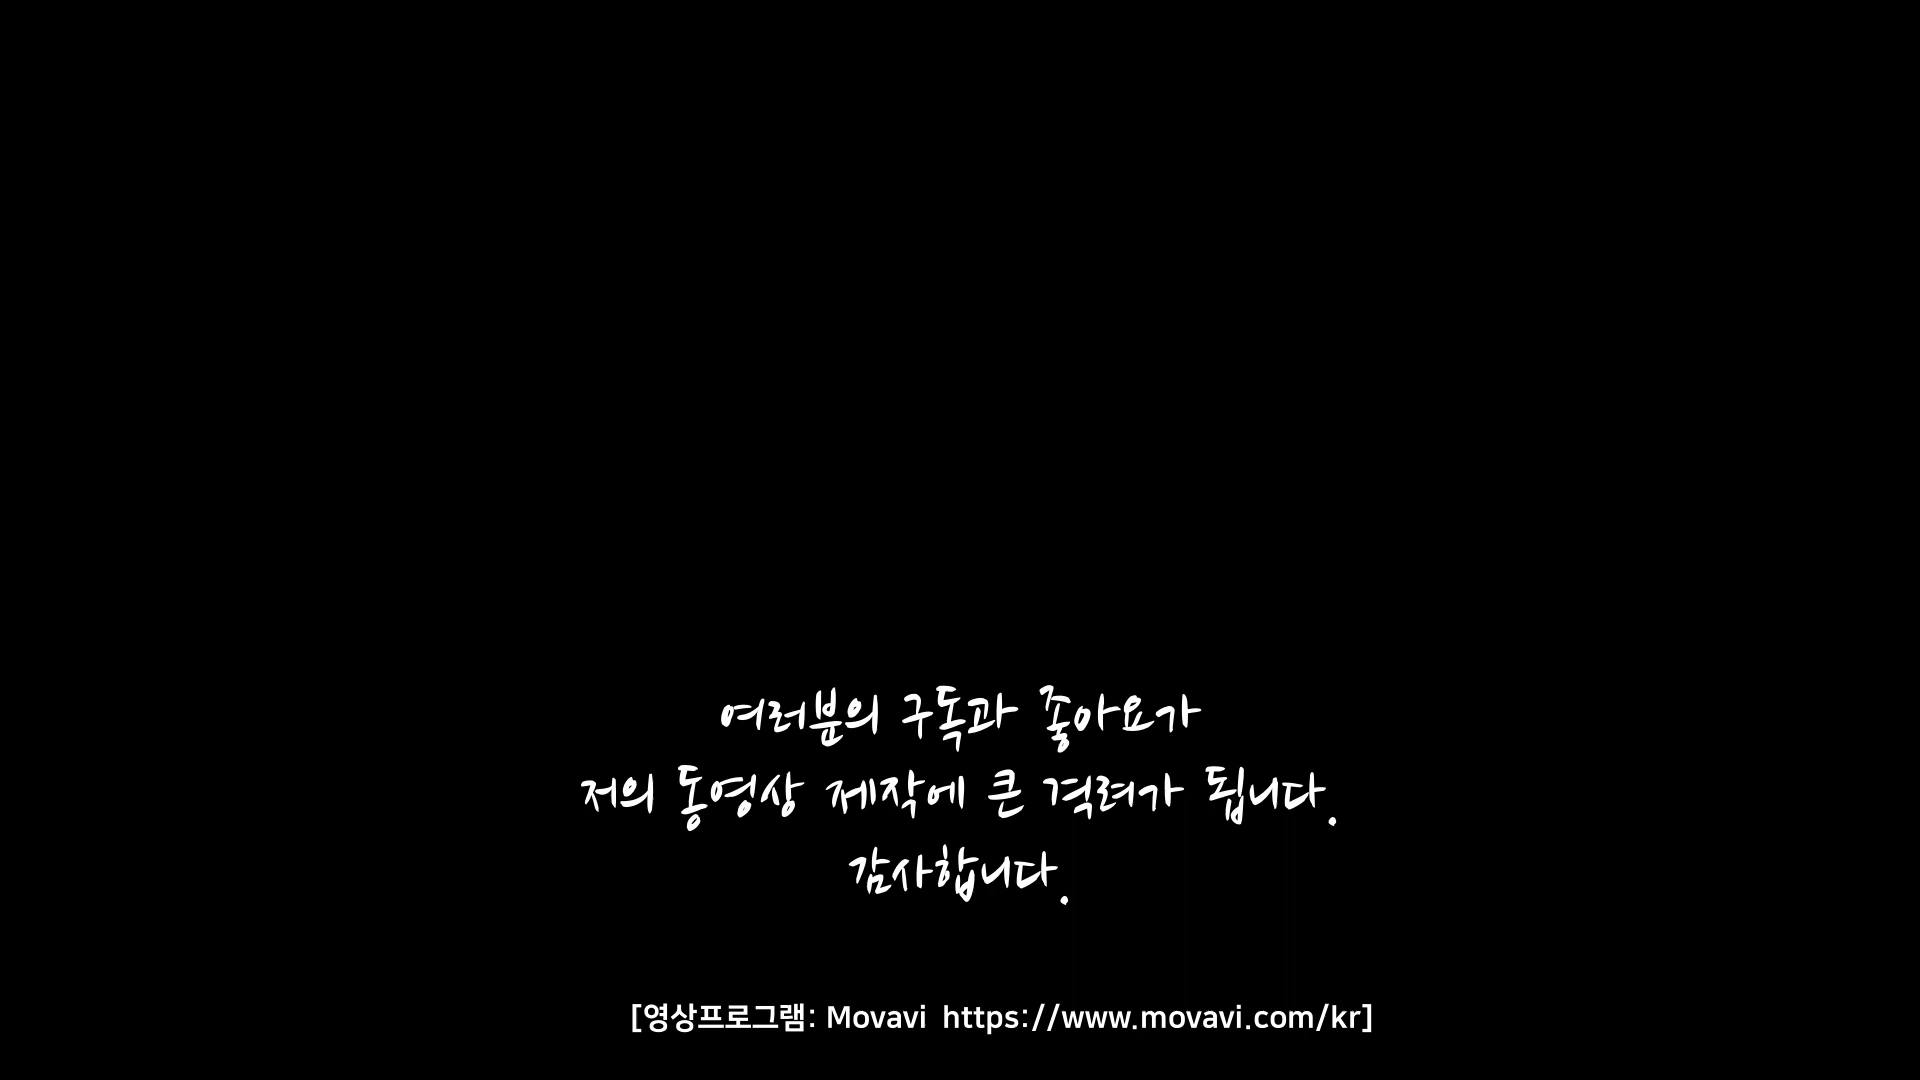 여러분의 구독과 좋아요가
저의 동영상 제작에 큰 격려가 됩니다.
감사합니다.
[영상프로그램: Movavi https://www.movavi.com/kr]